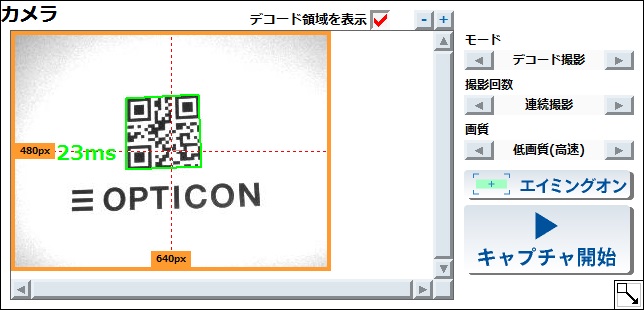 カメラ
デコード領域を表示
- +
+
-
480px
23ms
OPTICON
640px
モード
デコード撮影
撮影回数
連続撮影
画質
低画質(高速)
エイミングオン
キャプチャ開始